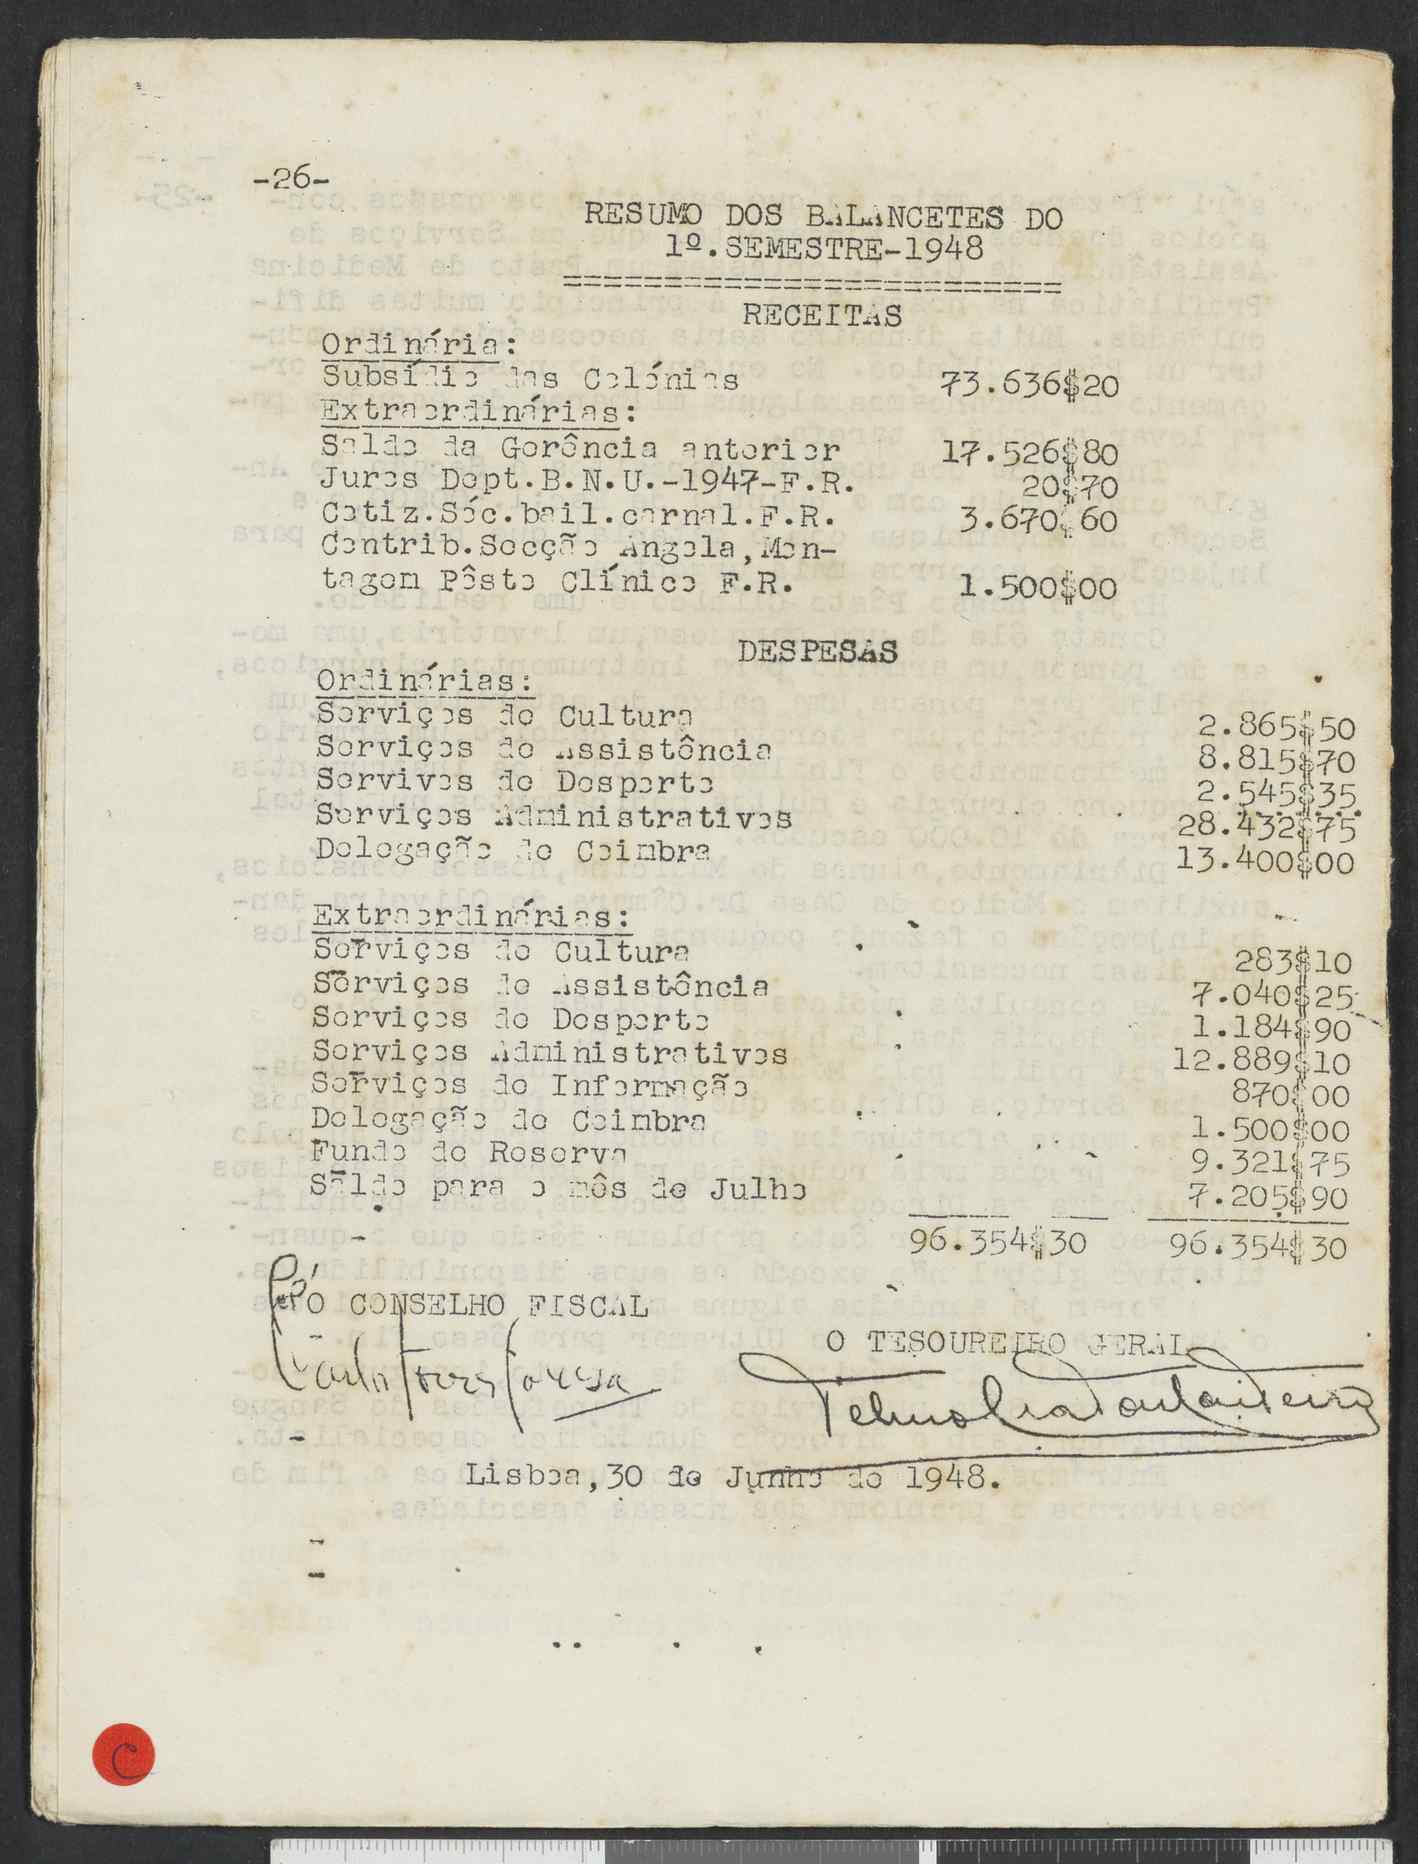 -26-
RESUMO DOS BALANCETES DO
1º.SEMESTRE-1948
=========================
RECEITAS
Ordinária:
Subsídio das Colónias 73.636$20
Extraordinárias:
Saldo da Gerência anterior 17.526$80
Juros Dept.B.N.U.-1947-F.R. 20$70
Cotiz.Sóc.bail.carnal.F.R. 3.670$60
Contrib.Secção Angola,Mon-
tagem Pôsto Clínico F.R. 1.500$00
DESPESAS
Ordinárias:
Serviços de Cultura 2.865$50
Serviços de Assistência 8.815$70
Servivos de Desporto 2.545$35
Serviços Administrativos 28.432$75
Delegação de Coimbra 13.400$00
Extraordinárias:
Serviços de Cultura 283$10
Serviços de Assistência 7.040$25
Serviços de Desporto 1.184$90
Serviços Administrativos 12.889$10
Serviços de Informação 870$00
Delegação de Coimbra 1.500$00
Fundo de Reserva 9.321$75
Saldo para o mês de Julho 7.205$90
96.354$30 96.354$30
P'O CONSELHO FISCAL
O TESOUREIRO GERAL
Lisboa,30 de Junho de 1948.
C